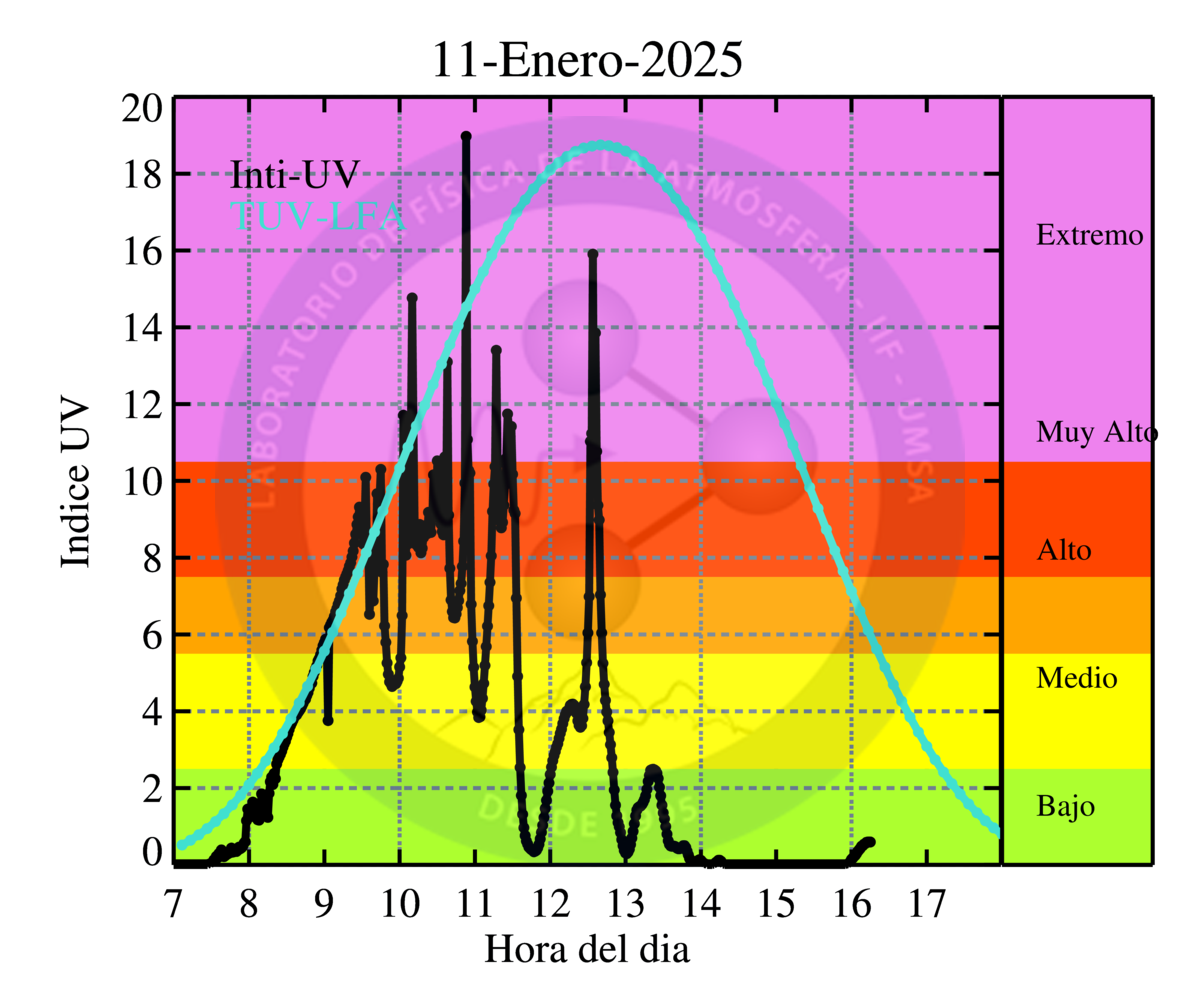 11-Enero-2025
Inti-UV
TUV-LFA
LABORATORIO DE FÍSICA DE LA ATMÓSFERA - IIF - UMSA
DESDE 1995
Indice UV
20
18
16
14
12
10
8
6
4
2
0
Extremo
Muy Alto
Alto
Medio
Bajo
7 8 9 10 11 12 13 14 15 16 17
Hora del dia